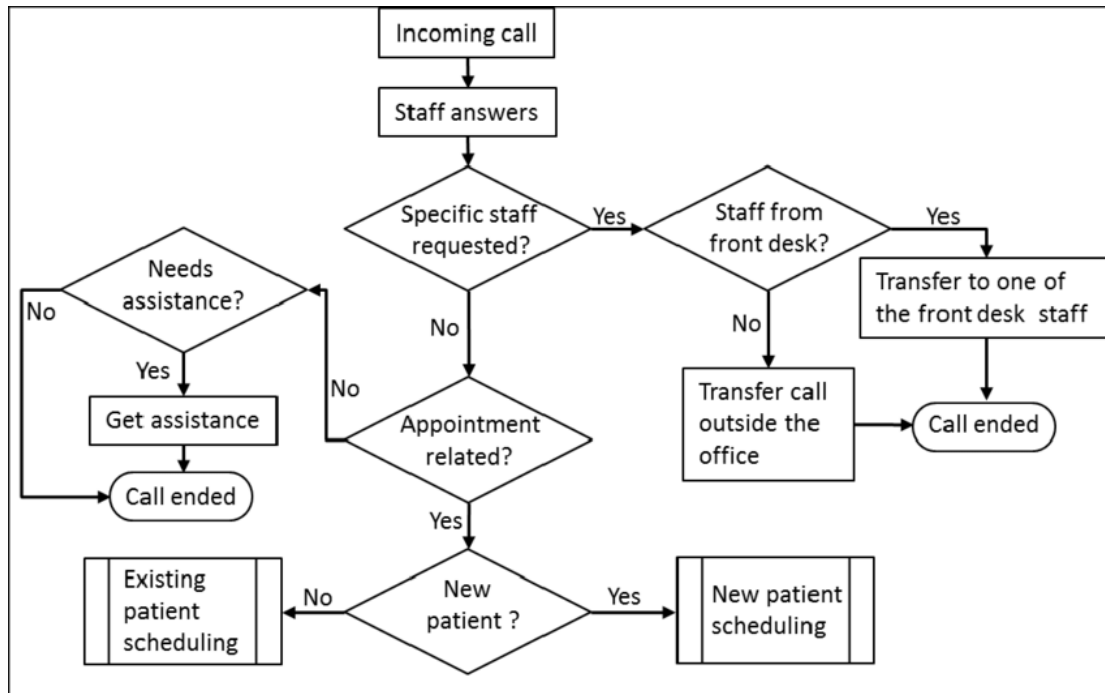 Incoming call
Staff answers
Specific staff
requested?
Yes
Staff from
front desk?
Yes
Transfer to one of
the front desk staff
No
Transfer call
outside the
office
Call ended
No
Appointment
related?
No
Needs
assistance?
No
Yes
Get assistance
Call ended
Yes
New
patient ?
No
Existing
patient
scheduling
Yes
New patient
scheduling